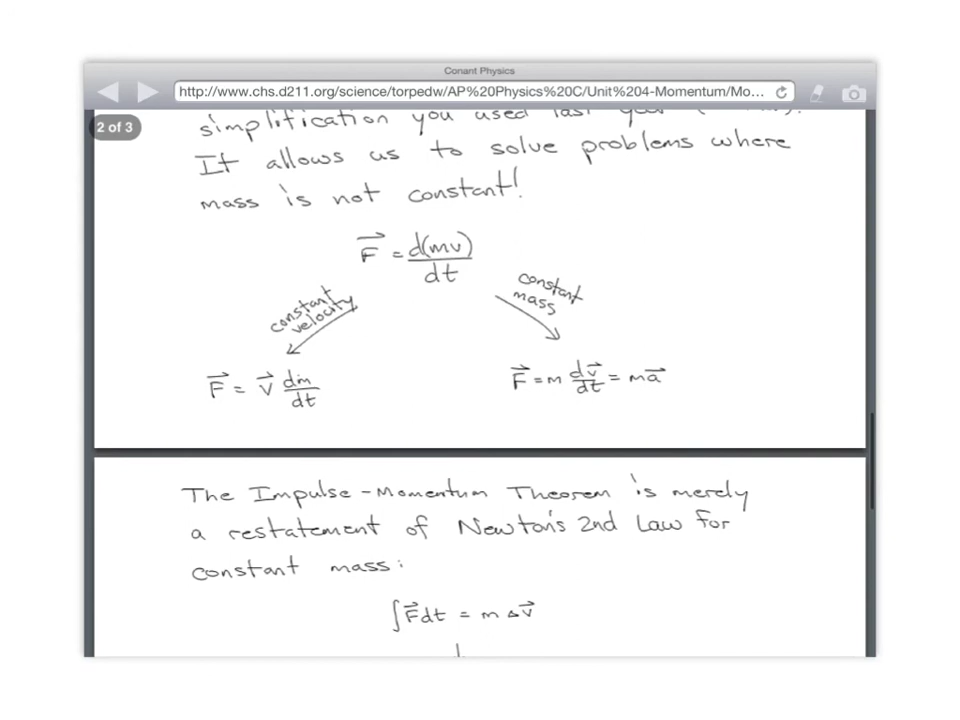 Conant Physics
http://www.chs.d211.org/science/torpedw/AP%20Physics%20C/Unit%204-Momentum/Mo...
2 of 3
simplification you used last year
It allows us to solve problems where
mass is not constant!
F⃗ = d(mv)/dt
constant velocity
constant mass
F⃗ = v⃗ dm/dt
F⃗ = m dv⃗/dt = ma⃗
The Impulse-Momentum Theorem is merely
a restatement of Newton's 2nd Law for
constant mass:
∫F⃗dt = m Δv⃗